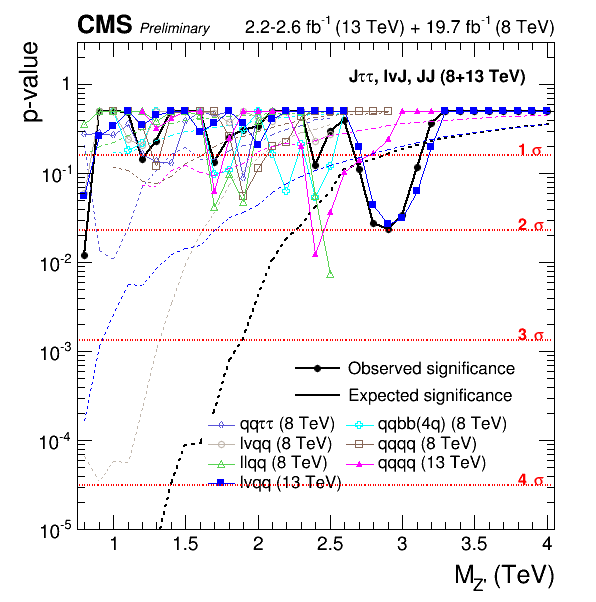 CMS Preliminary 2.2-2.6 fb⁻¹ (13 TeV) + 19.7 fb⁻¹ (8 TeV)
p-value
Jττ, lνJ, JJ (8+13 TeV)
1
10⁻¹
10⁻²
10⁻³
10⁻⁴
10⁻⁵
1 σ
2 σ
3 σ
4 σ
Observed significance
Expected significance
qqττ (8 TeV) qqbb(4q) (8 TeV)
lνqq (8 TeV) qqqq (8 TeV)
llqq (8 TeV) qqqq (13 TeV)
lνqq (13 TeV)
1 1.5 2 2.5 3 3.5 4
M_Z' (TeV)